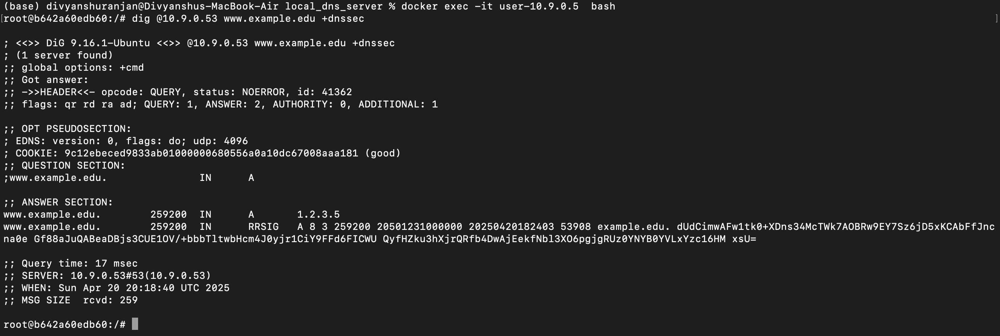 (base) divyanshuranjan@Divyanshus-MacBook-Air local_dns_server % docker exec -it user-10.9.0.5  bash
[root@b642a60edb60:/# dig @10.9.0.53 www.example.edu +dnssec ]

; <<>> DiG 9.16.1-Ubuntu <<>> @10.9.0.53 www.example.edu +dnssec
; (1 server found)
;; global options: +cmd
;; Got answer:
;; ->>HEADER<<- opcode: QUERY, status: NOERROR, id: 41362
;; flags: qr rd ra ad; QUERY: 1, ANSWER: 2, AUTHORITY: 0, ADDITIONAL: 1

;; OPT PSEUDOSECTION:
; EDNS: version: 0, flags: do; udp: 4096
; COOKIE: 9c12ebeced9833ab01000000680556a0a10dc67008aaa181 (good)
;; QUESTION SECTION:
;www.example.edu.		IN	A

;; ANSWER SECTION:
www.example.edu.	259200	IN	A	1.2.3.5
www.example.edu.	259200	IN	RRSIG	A 8 3 259200 20501231000000 20250420182403 53908 example.edu. dUdCimwAFw1tk0+XDns34McTWk7AOBRw9EY7Sz6jD5xKCAbFfJnc
na0e Gf88aJuQABeaDBjs3CUE1OV/+bbbTltwbHcm4J0yjr1CiY9FFd6FICWU QyfHZku3hXjrQRfb4DwAjEekfNbl3XO6pgjgRUz0YNYB0YVLxYzc16HM xsU=

;; Query time: 17 msec
;; SERVER: 10.9.0.53#53(10.9.0.53)
;; WHEN: Sun Apr 20 20:18:40 UTC 2025
;; MSG SIZE  rcvd: 259

root@b642a60edb60:/#